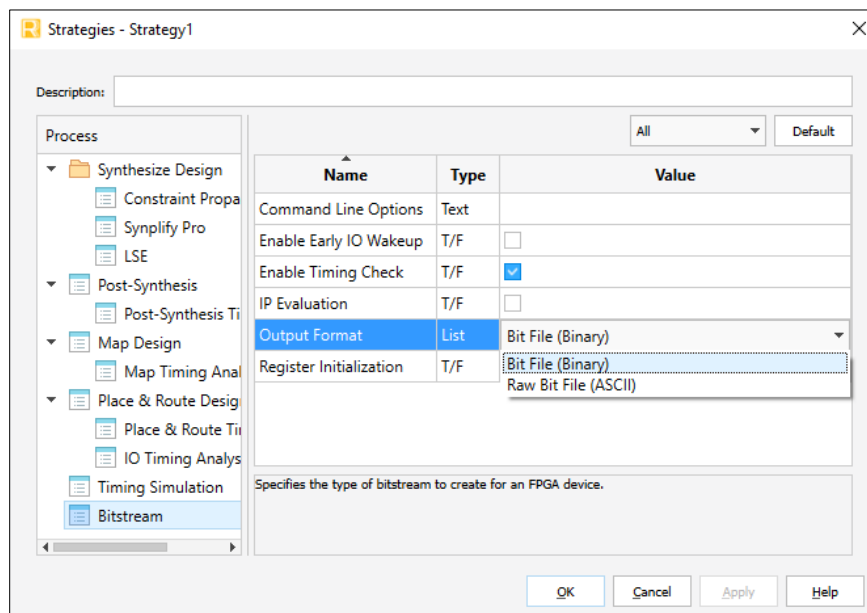 Strategies - Strategy1
Description:
All
Default
Process
Synthesize Design
Constraint Propa
Synplify Pro
LSE
Post-Synthesis
Post-Synthesis Ti
Map Design
Map Timing Anal
Place & Route Desig
Place & Route Ti
IO Timing Analys
Timing Simulation
Bitstream
Name Type Value
Command Line Options Text
Enable Early IO Wakeup T/F
Enable Timing Check T/F
IP Evaluation T/F
Output Format List Bit File (Binary)
Bit File (Binary)
Register Initialization T/F
Raw Bit File (ASCII)
Specifies the type of bitstream to create for an FPGA device.
OK Cancel Apply Help